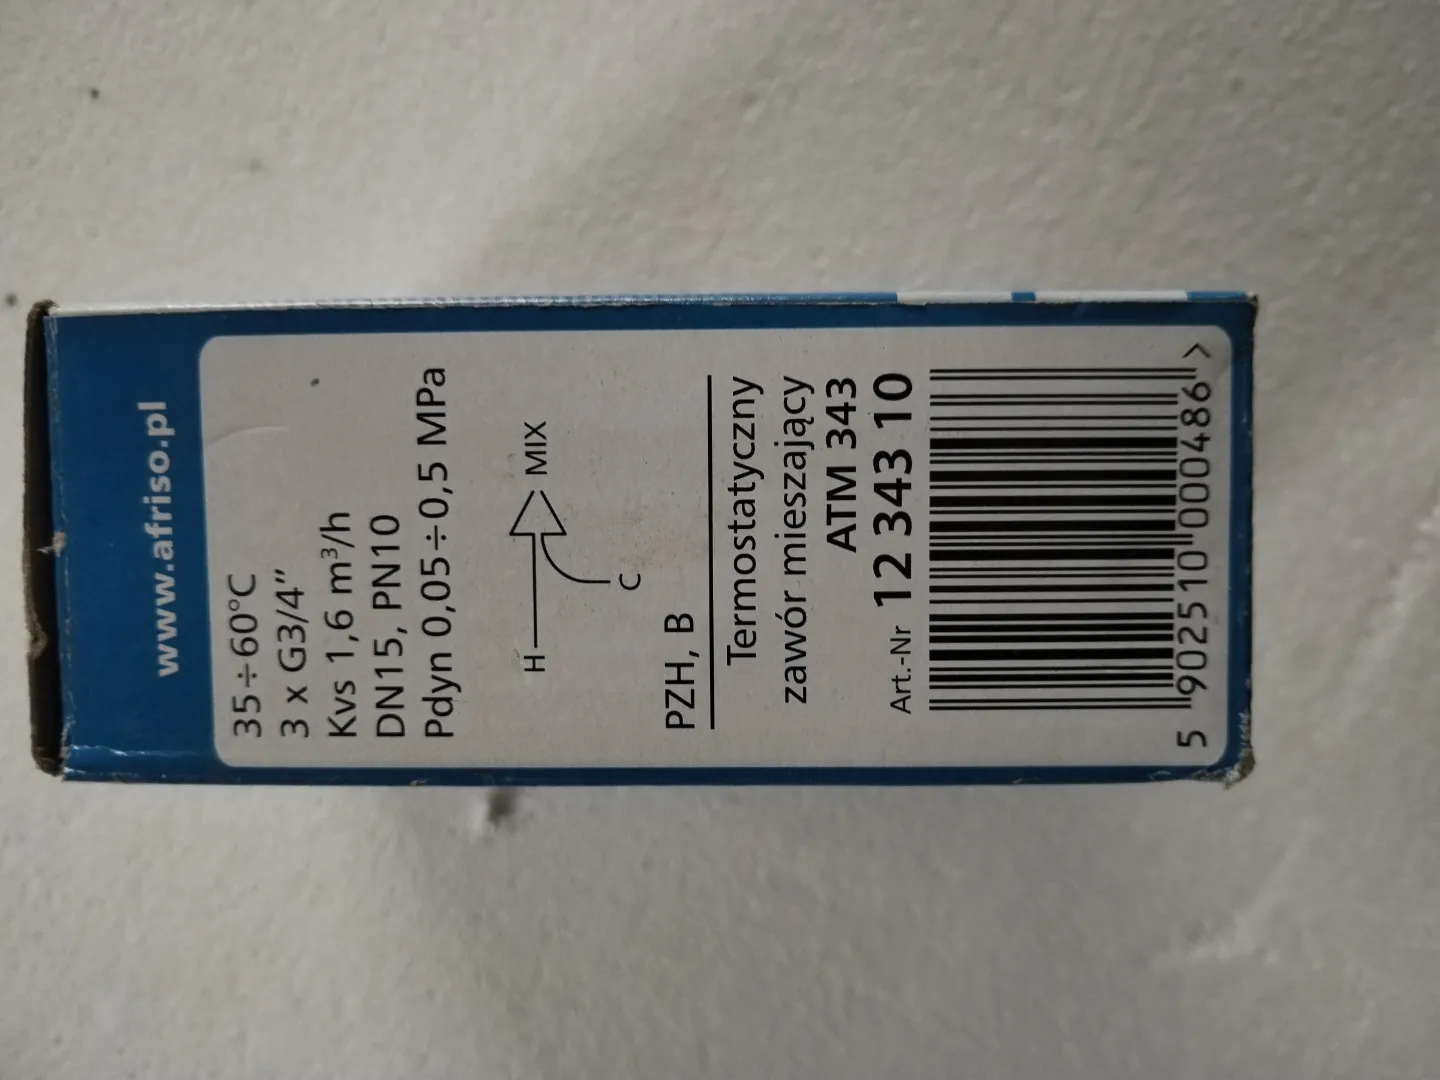 www.afriso.pl
35÷60°C
3 x G3/4”
Kvs 1,6 m³/h
DN15, PN10
Pdyn 0,05÷0,5 MPa
H MIX
C
PZH, B
Termostatyczny
zawór mieszający
ATM 343
Art.-Nr 12 343 10
5 902510 000486 >